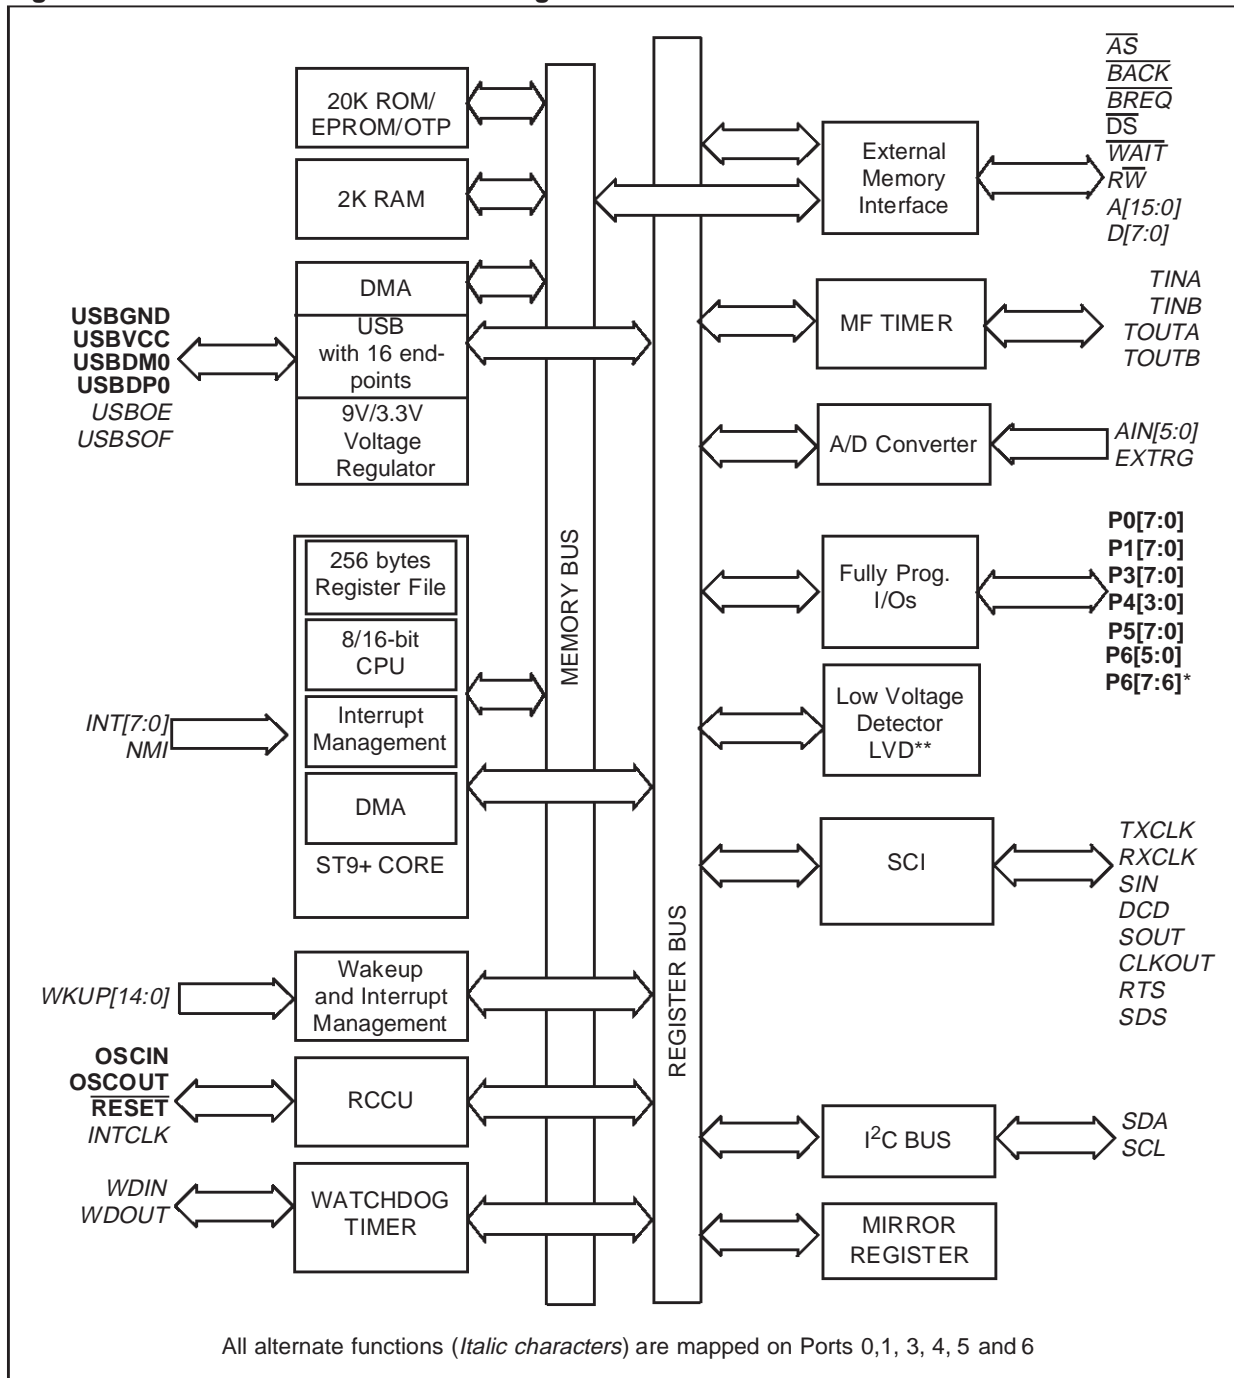 20K ROM/
EPROM/OTP
2K RAM
DMA
USB
with 16 end-
points
9V/3.3V
Voltage
Regulator
USBGND
USBVCC
USBDM0
USBDP0
USBOE
USBSOF
256 bytes
Register File
8/16-bit
CPU
Interrupt
Management
DMA
ST9+ CORE
INT[7:0]
NMI
Wakeup
and Interrupt
Management
WKUP[14:0]
OSCIN
OSCOUT
RESET
INTCLK
RCCU
WDIN
WDOUT
WATCHDOG
TIMER
MEMORY BUS
REGISTER BUS
External
Memory
Interface
AS
BACK
BREQ
DS
WAIT
RW
A[15:0]
D[7:0]
MF TIMER
TINA
TINB
TOUTA
TOUTB
A/D Converter
AIN[5:0]
EXTRG
Fully Prog.
I/Os
P0[7:0]
P1[7:0]
P3[7:0]
P4[3:0]
P5[7:0]
P6[5:0]
P6[7:6]*
Low Voltage
Detector
LVD**
SCI
TXCLK
RXCLK
SIN
DCD
SOUT
CLKOUT
RTS
SDS
I²C BUS
SDA
SCL
MIRROR
REGISTER
All alternate functions (Italic characters) are mapped on Ports 0,1, 3, 4, 5 and 6